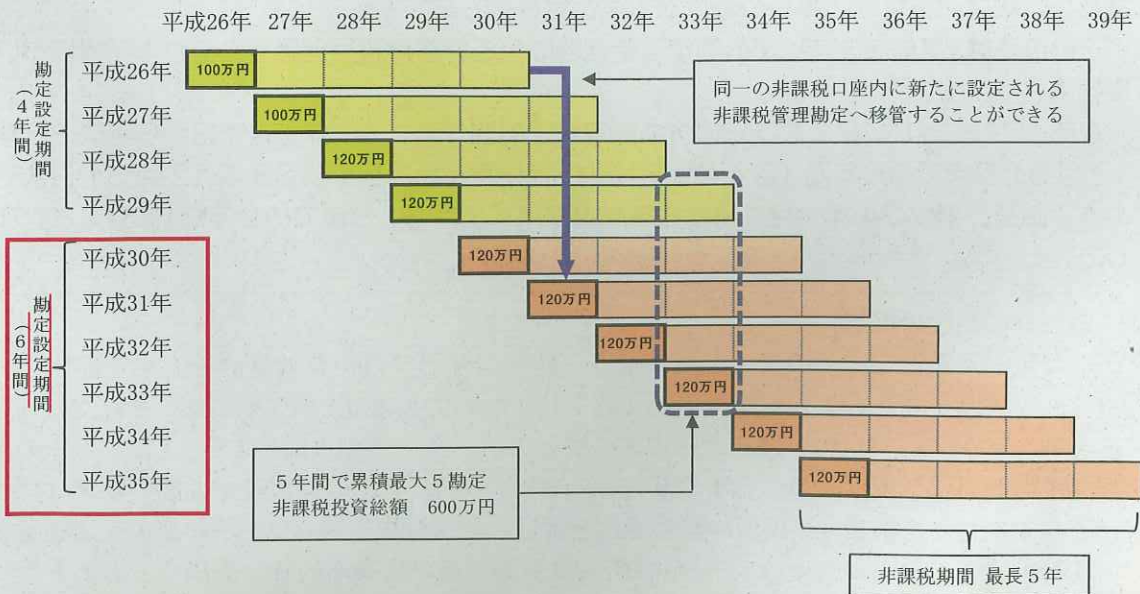 平成26年 27年 28年 29年 30年 31年 32年 33年 34年 35年 36年 37年 38年 39年
勘定設定期間
(4年間)
平成26年
100万円
平成27年
100万円
平成28年
120万円
平成29年
120万円
同一の非課税口座内に新たに設定される
非課税管理勘定へ移管することができる
勘定設定期間
(6年間)
平成30年
120万円
平成31年
120万円
平成32年
120万円
平成33年
120万円
平成34年
120万円
平成35年
120万円
5年間で累積最大5勘定
非課税投資総額 600万円
非課税期間 最長5年